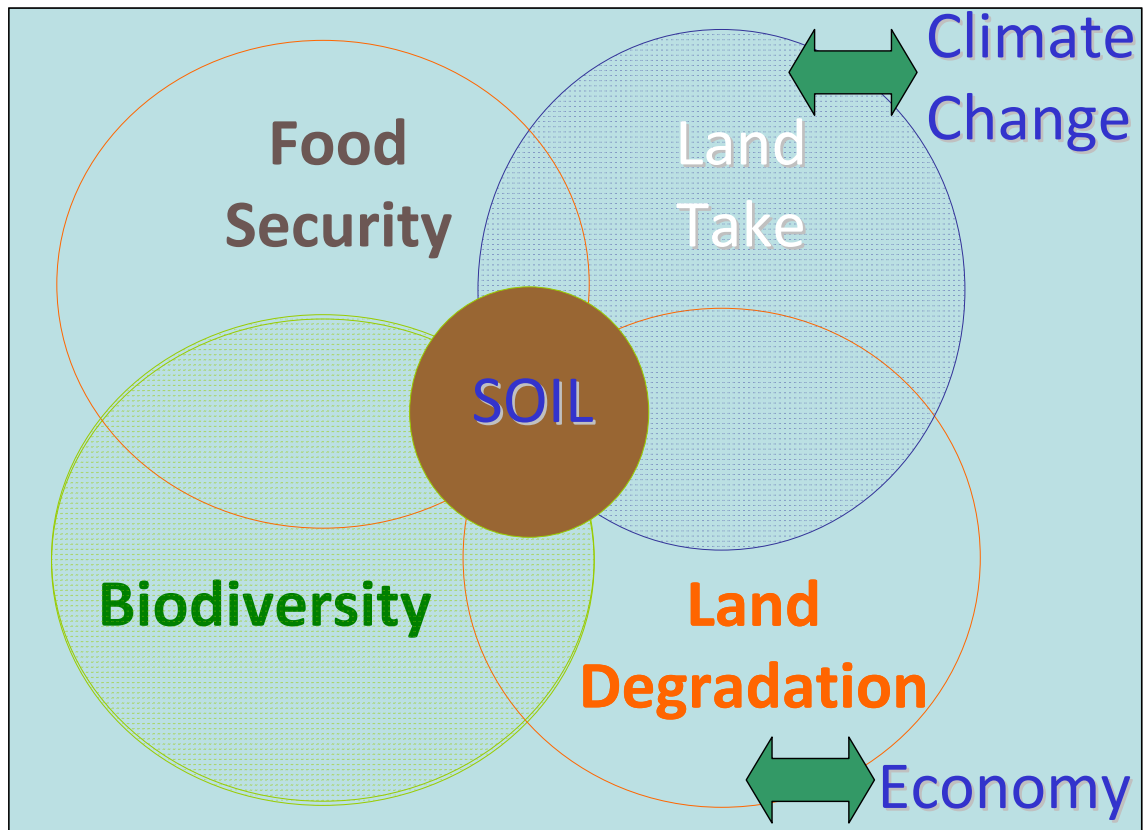 Climate
Change
Food
Security
Land
Take
SOIL
Biodiversity
Land
Degradation
Economy